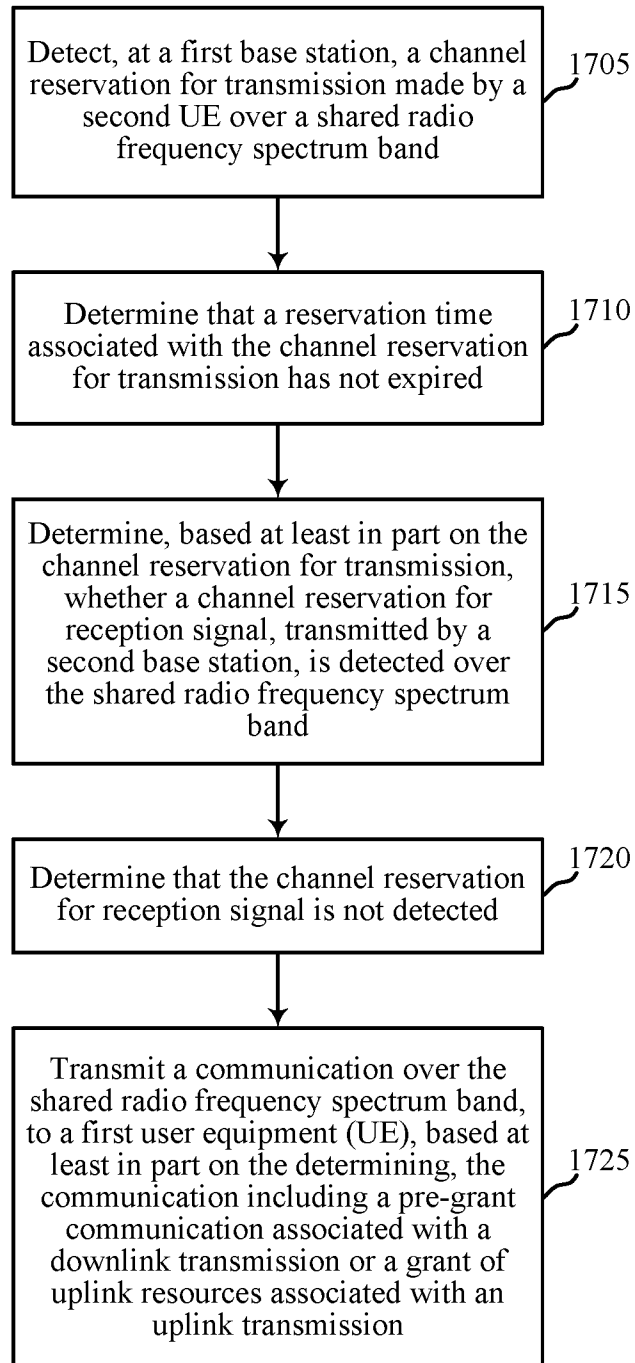 Detect, at a first base station, a channel
reservation for transmission made by a
second UE over a shared radio
frequency spectrum band
1705
Determine that a reservation time
associated with the channel reservation
for transmission has not expired
1710
Determine, based at least in part on the
channel reservation for transmission,
whether a channel reservation for
reception signal, transmitted by a
second base station, is detected over
the shared radio frequency spectrum
band
1715
Determine that the channel reservation
for reception signal is not detected
1720
Transmit a communication over the
shared radio frequency spectrum band,
to a first user equipment (UE), based at
least in part on the determining, the
communication including a pre-grant
communication associated with a
downlink transmission or a grant of
uplink resources associated with an
uplink transmission
1725